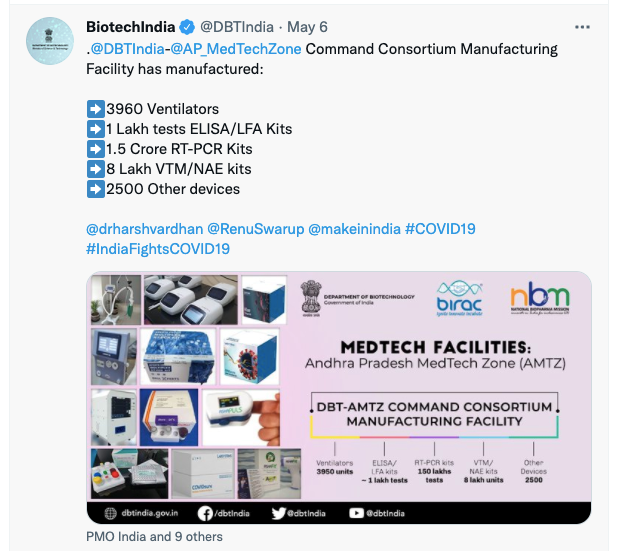 BiotechIndia @DBTIndia · May 6
.@DBTIndia-@AP_MedTechZone Command Consortium Manufacturing
Facility has manufactured:
➡3960 Ventilators
➡1 Lakh tests ELISA/LFA Kits
➡1.5 Crore RT-PCR Kits
➡8 Lakh VTM/NAE kits
➡2500 Other devices
@drharshvardhan @RenuSwarup @makeinindia #COVID19
#IndiaFightsCOVID19
DEPARTMENT OF BIOTECHNOLOGY
Government of India
birac
nbm
NATIONAL BIOPHARMA MISSION
MEDTECH FACILITIES:
Andhra Pradesh MedTech Zone (AMTZ)
DBT-AMTZ COMMAND CONSORTIUM
MANUFACTURING FACILITY
Ventilators
3950 units
ELISA/
LFA kits
~ 1 lakh tests
RT-PCR kits
150 lakhs
tests
VTM/
NAE kits
8 lakh units
Other
Devices
2500
dbtindia.gov.in
/dbtindia
@dbtindia
@dbtindia
PMO India and 9 others